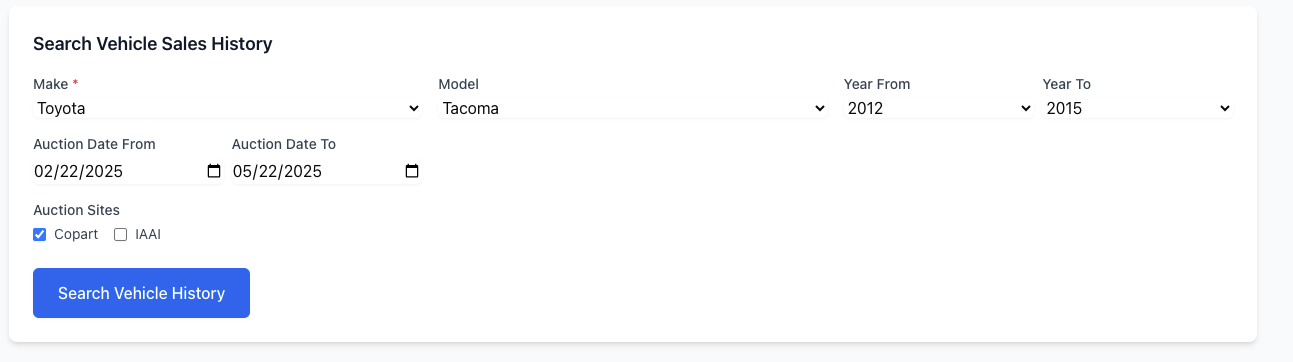 Search Vehicle Sales History
Make * Model Year From Year To
Toyota Tacoma 2012 2015
Auction Date From Auction Date To
02/22/2025 05/22/2025
Auction Sites
Copart IAAI
Search Vehicle History